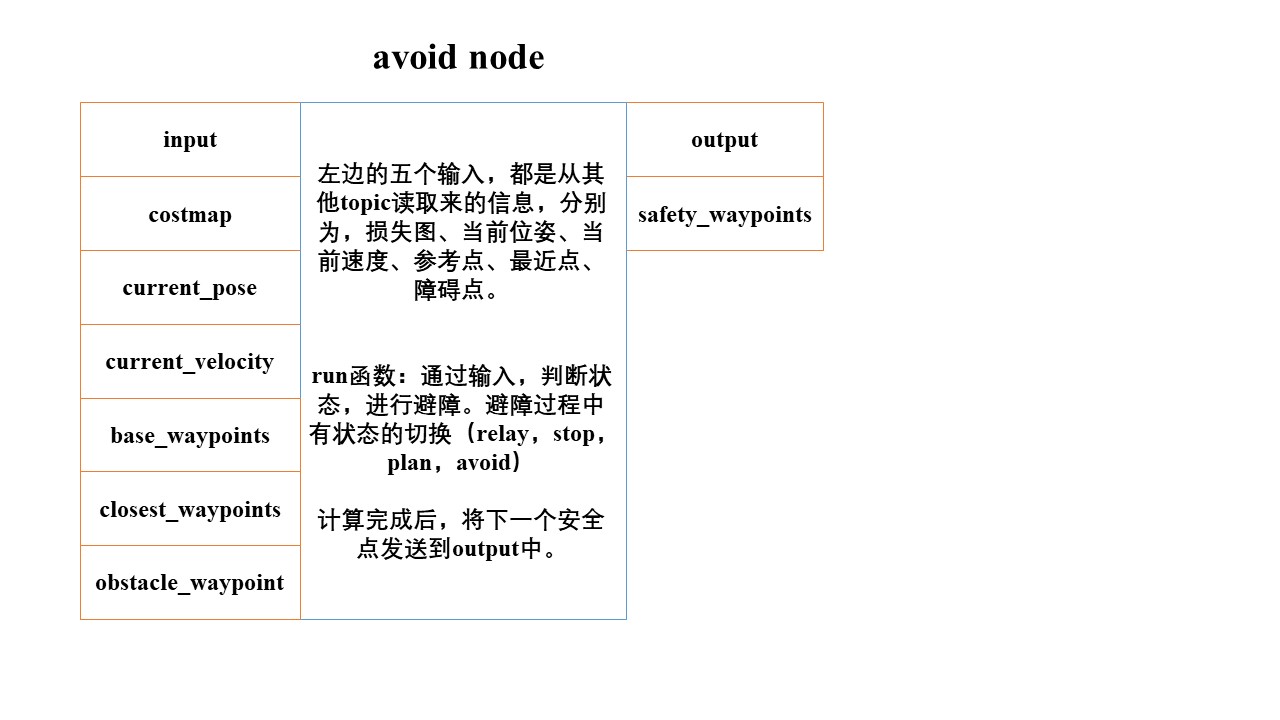 avoid node
input
costmap
current_pose
current_velocity
base_waypoints
closest_waypoints
obstacle_waypoint
左边的五个输入，都是从其
他topic读取来的信息，分别
为，损失图、当前位姿、当
前速度、参考点、最近点、
障碍点。
run函数：通过输入，判断状
态，进行避障。避障过程中
有状态的切换（relay，stop，
plan，avoid）
计算完成后，将下一个安全
点发送到output中。
output
safety_waypoints